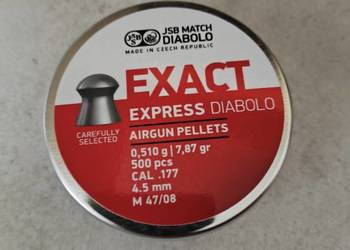 JSB
JSB MATCH
DIABOLO
MADE IN CZECH REPUBLIC
EXACT
EXPRESS DIABOLO
CAREFULLY
SELECTED
AIRGUN PELLETS
0,510 g | 7,87 gr
500 pcs
CAL .177
4.5 mm
M 47/08